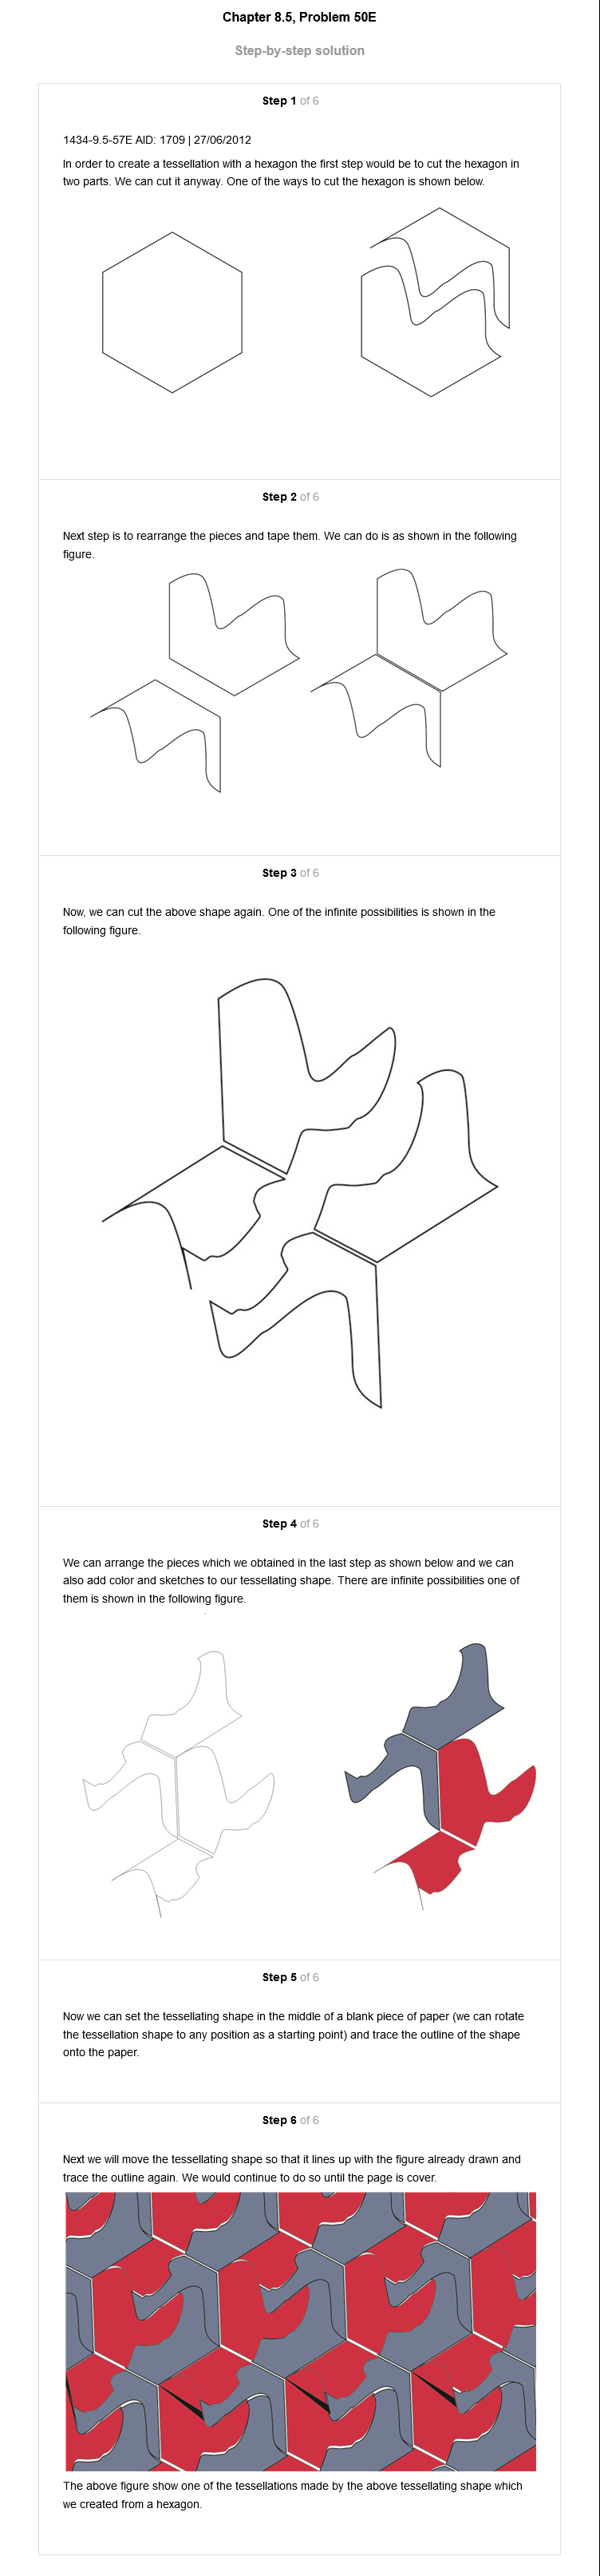 Chapter 8.5, Problem 50E
Step-by-step solution
Step 1 of 6
1434-9.5-57E AID: 1709 | 27/06/2012
In order to create a tessellation with a hexagon the first step would be to cut the hexagon in
two parts. We can cut it anyway. One of the ways to cut the hexagon is shown below.
Step 2 of 6
Next step is to rearrange the pieces and tape them. We can do is as shown in the following
figure.
Step 3 of 6
Now, we can cut the above shape again. One of the infinite possibilities is shown in the
following figure.
Step 4 of 6
We can arrange the pieces which we obtained in the last step as shown below and we can
also add color and sketches to our tessellating shape. There are infinite possibilities one of
them is shown in the following figure.
Step 5 of 6
Now we can set the tessellating shape in the middle of a blank piece of paper (we can rotate
the tessellation shape to any position as a starting point) and trace the outline of the shape
onto the paper.
Step 6 of 6
Next we will move the tessellating shape so that it lines up with the figure already drawn and
trace the outline again. We would continue to do so until the page is cover.
The above figure show one of the tessellations made by the above tessellating shape which
we created from a hexagon.